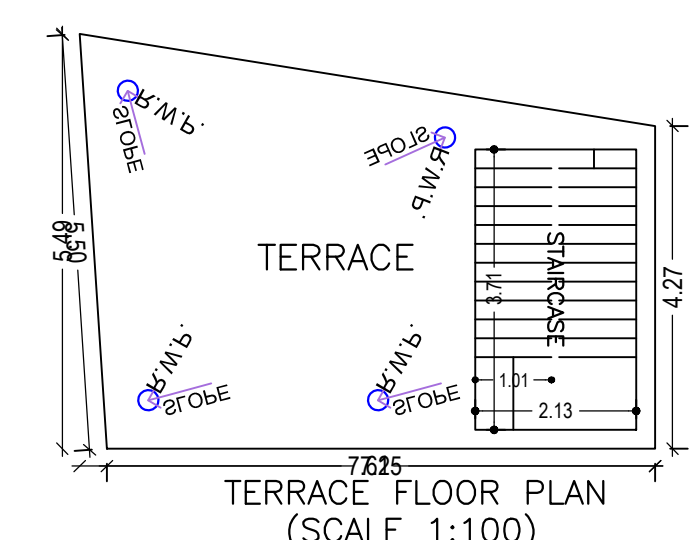 R.W.P.
SLOPE
SLOPE
R.W.P.
5.49
5.50
TERRACE
STAIRCASE
3.71
4.27
R.W.P.
SLOPE
R.W.P.
SLOPE
1.01
2.13
TERRACE FLOOR PLAN
(SCALE 1:100)